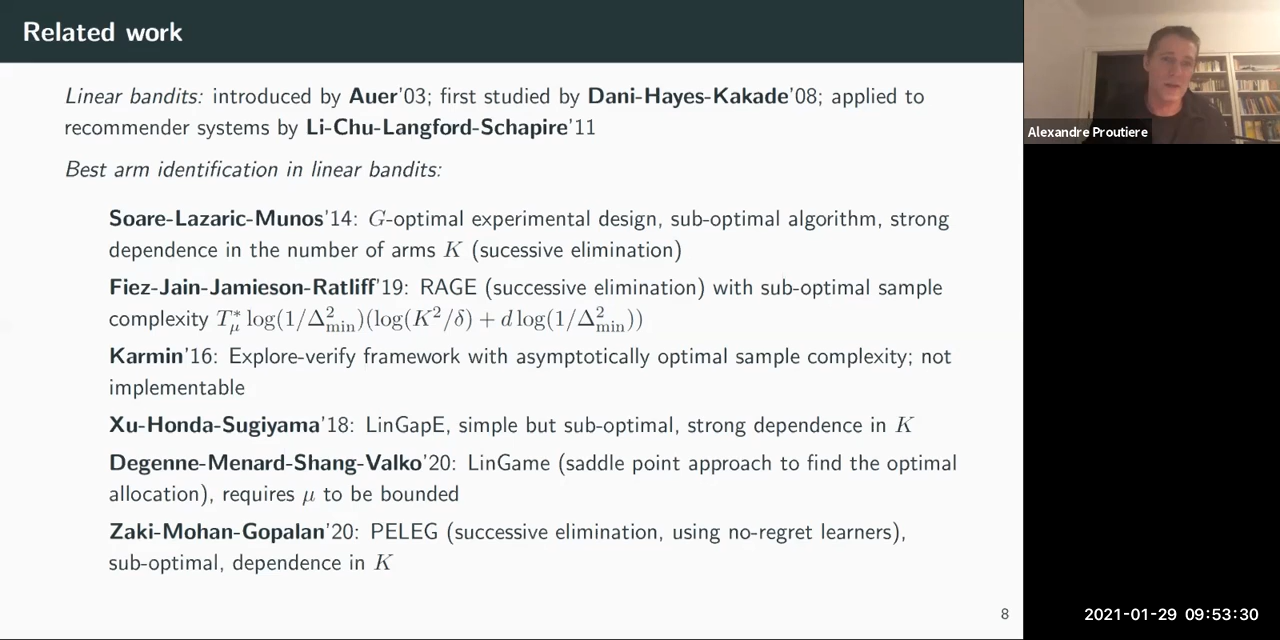 Related work
Linear bandits: introduced by Auer'03; first studied by Dani-Hayes-Kakade'08; applied to
recommender systems by Li-Chu-Langford-Schapire'11
Best arm identification in linear bandits:
Soare-Lazaric-Munos'14: G-optimal experimental design, sub-optimal algorithm, strong
dependence in the number of arms K (sucessive elimination)
Fiez-Jain-Jamieson-Ratliff'19: RAGE (successive elimination) with sub-optimal sample
complexity T*_μ log(1/Δ²_min)(log(K²/δ) + d log(1/Δ²_min))
Karmin'16: Explore-verify framework with asymptotically optimal sample complexity; not
implementable
Xu-Honda-Sugiyama'18: LinGapE, simple but sub-optimal, strong dependence in K
Degenne-Menard-Shang-Valko'20: LinGame (saddle point approach to find the optimal
allocation), requires μ to be bounded
Zaki-Mohan-Gopalan'20: PELEG (successive elimination, using no-regret learners),
sub-optimal, dependence in K
8
Alexandre Proutiere
2021-01-29 09:53:30